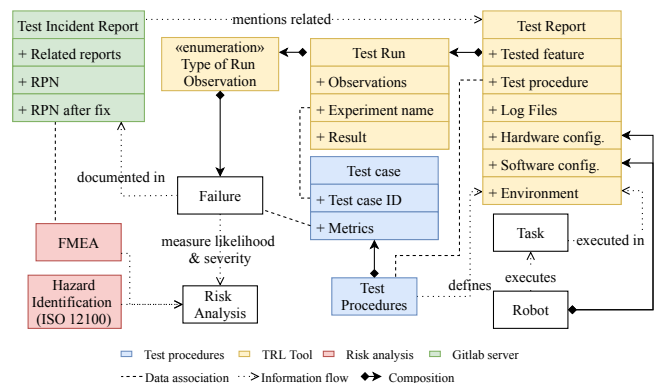 Test Incident Report
+ Related reports
+ RPN
+ RPN after fix
mentions related
«enumeration»
Type of Run
Observation
Test Run
+ Observations
+ Experiment name
+ Result
Test Report
+ Tested feature
+ Test procedure
+ Log Files
+ Hardware config.
+ Software config.
+ Environment
Test case
+ Test case ID
+ Metrics
documented in
Failure
FMEA
measure likelihood
& severity
Hazard
Identification
(ISO 12100)
Risk
Analysis
Test
Procedures
defines
Task
executed in
executes
Robot
Test procedures
TRL Tool
Risk analysis
Gitlab server
Data association
Information flow
Composition